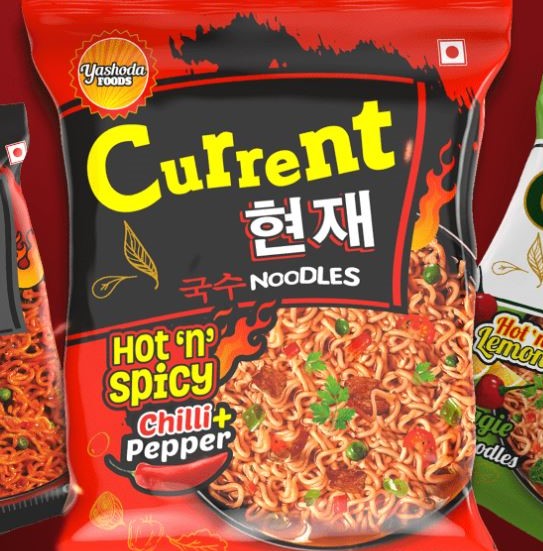 Yashoda
FOODS
Current
현재
국수 NOODLES
HOT 'N'
SPICY
Chilli+
Pepper
Hot 'n
Lemon
gie
odles